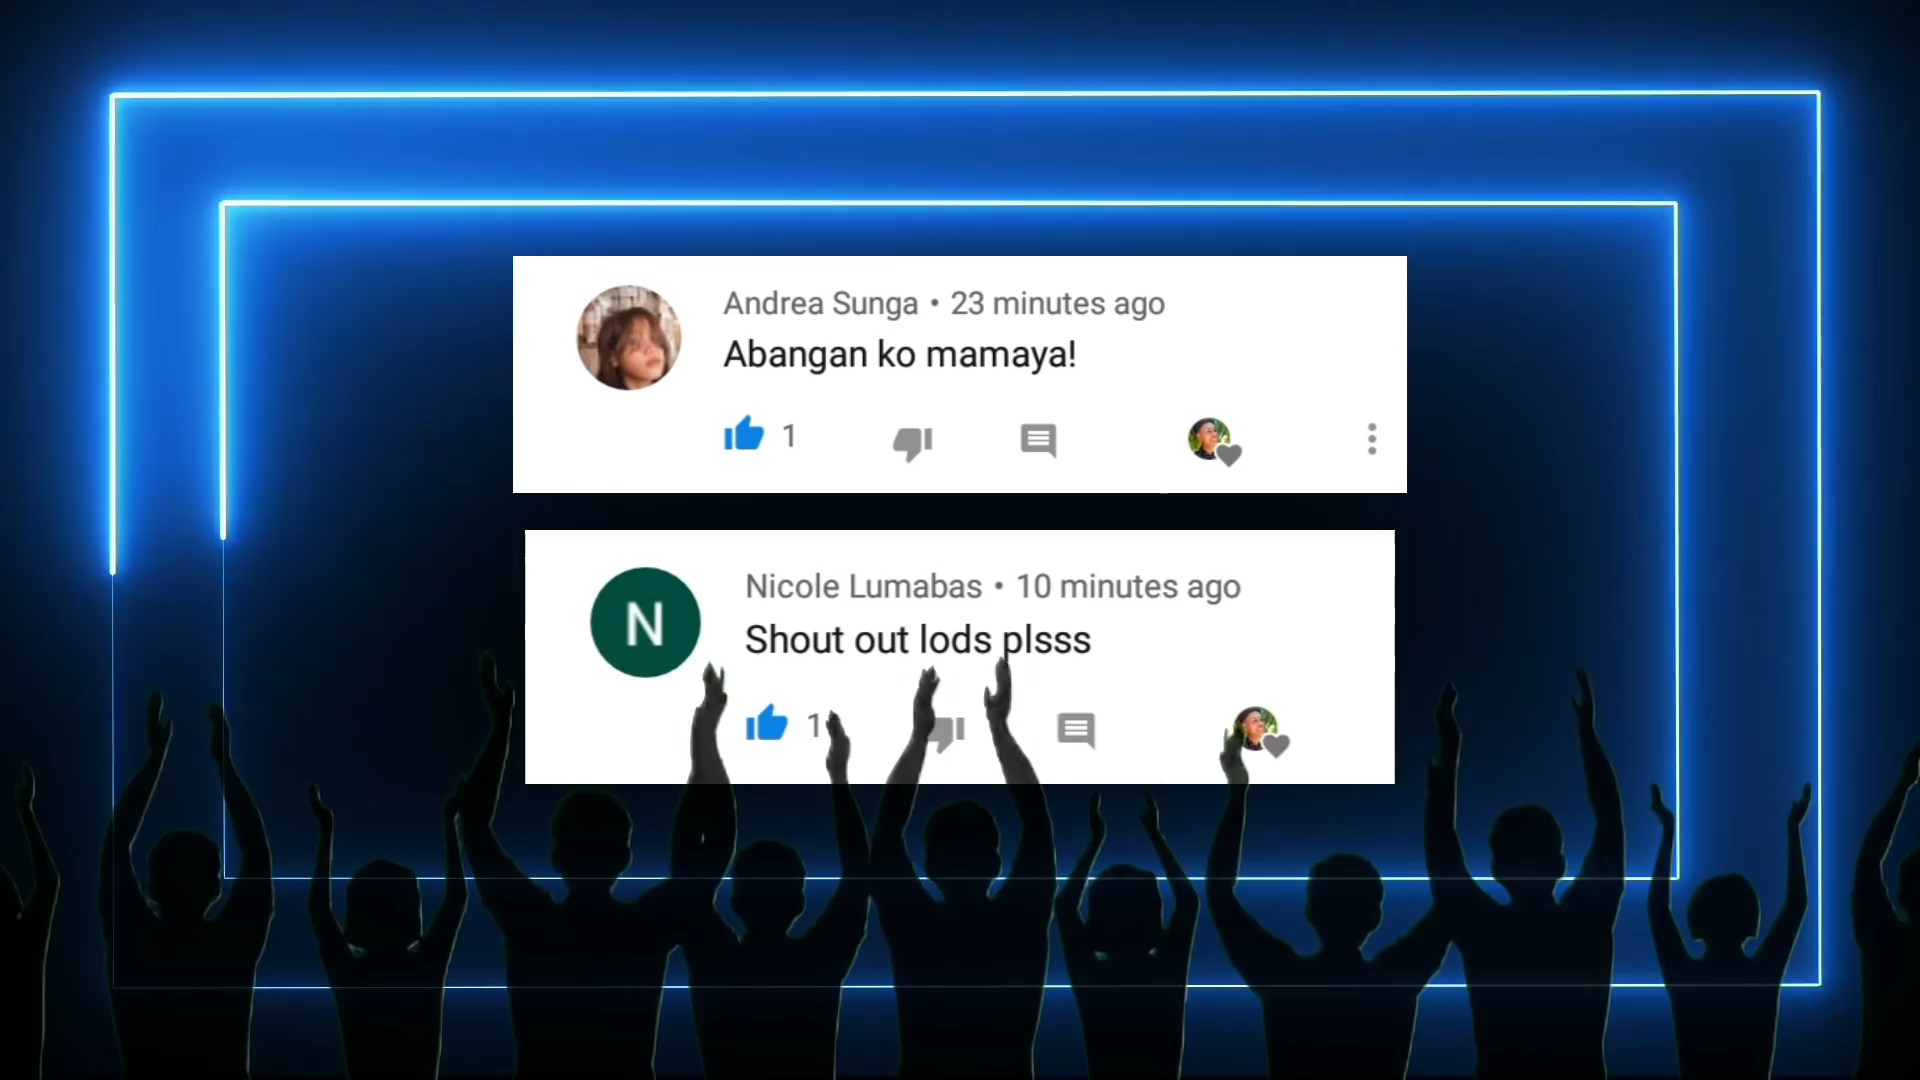 Andrea Sunga • 23 minutes ago
Abangan ko mamaya!
1
N
Nicole Lumabas • 10 minutes ago
Shout out lods plsss
1